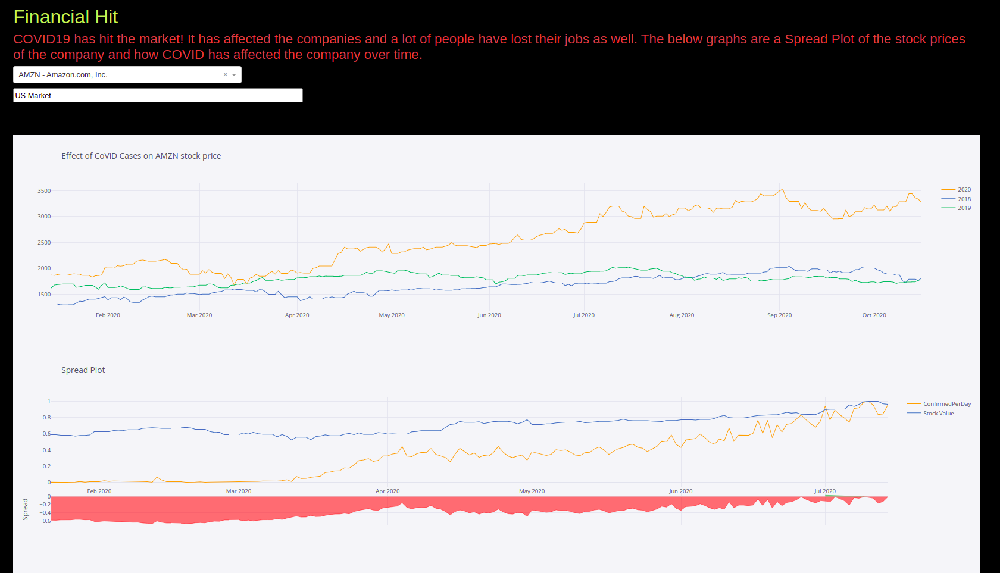 Financial Hit
COVID19 has hit the market! It has affected the companies and a lot of people have lost their jobs as well. The below graphs are a Spread Plot of the stock prices
of the company and how COVID has affected the company over time.
AMZN - Amazon.com, Inc.
US Market
Effect of CoViD Cases on AMZN stock price
3500
3000
2500
2000
1500
Feb 2020 Mar 2020 Apr 2020 May 2020 Jun 2020 Jul 2020 Aug 2020 Sep 2020 Oct 2020
2020
2018
2019
Spread Plot
1
0.8
0.6
0.4
0.2
0
Feb 2020 Mar 2020 Apr 2020 May 2020 Jun 2020 Jul 2020
ConfirmedPerDay
Stock Value
Spread
0
−0.2
−0.4
−0.6